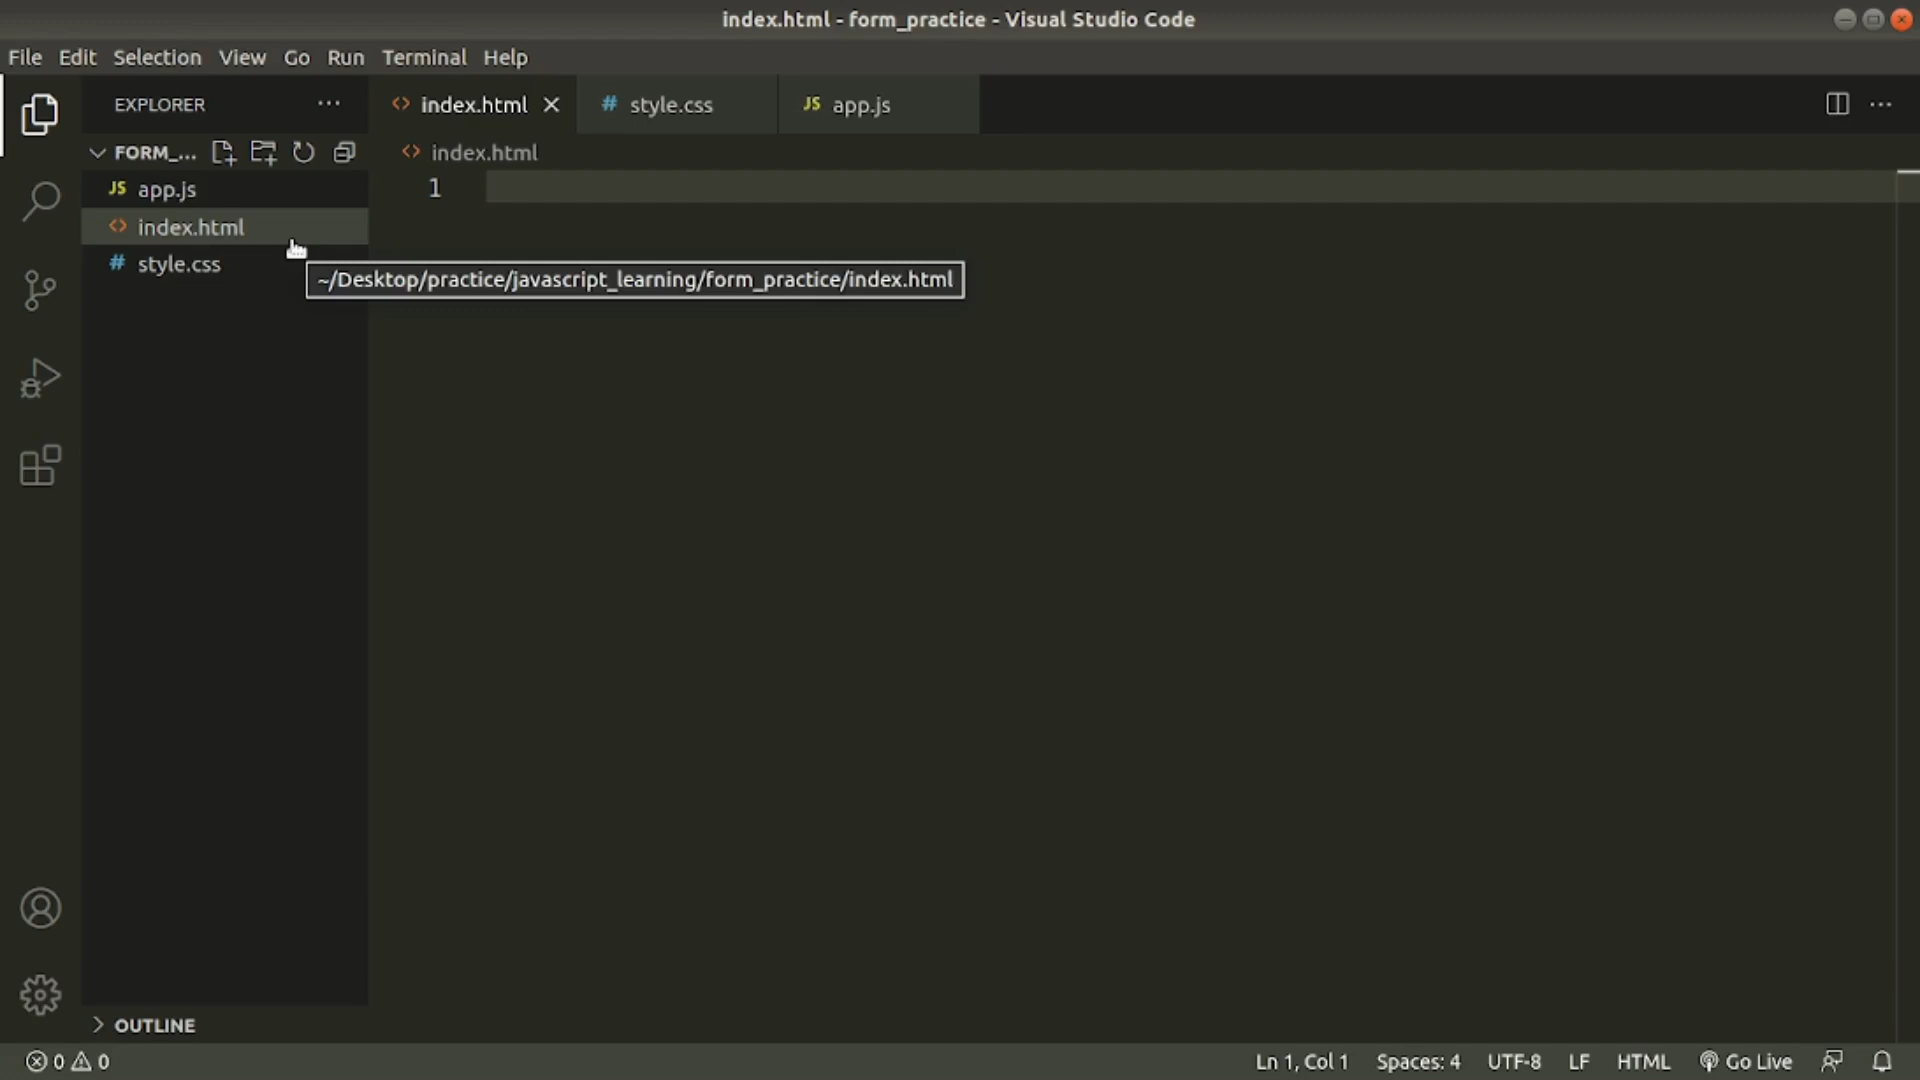 index.html - form_practice - Visual Studio Code
File Edit Selection View Go Run Terminal Help
EXPLORER
index.html
# style.css
JS app.js
FORM_...
index.html
JS app.js
1
index.html
# style.css
~/Desktop/practice/javascript_learning/form_practice/index.html
OUTLINE
0 0
Ln 1, Col 1 Spaces: 4 UTF-8 LF HTML Go Live